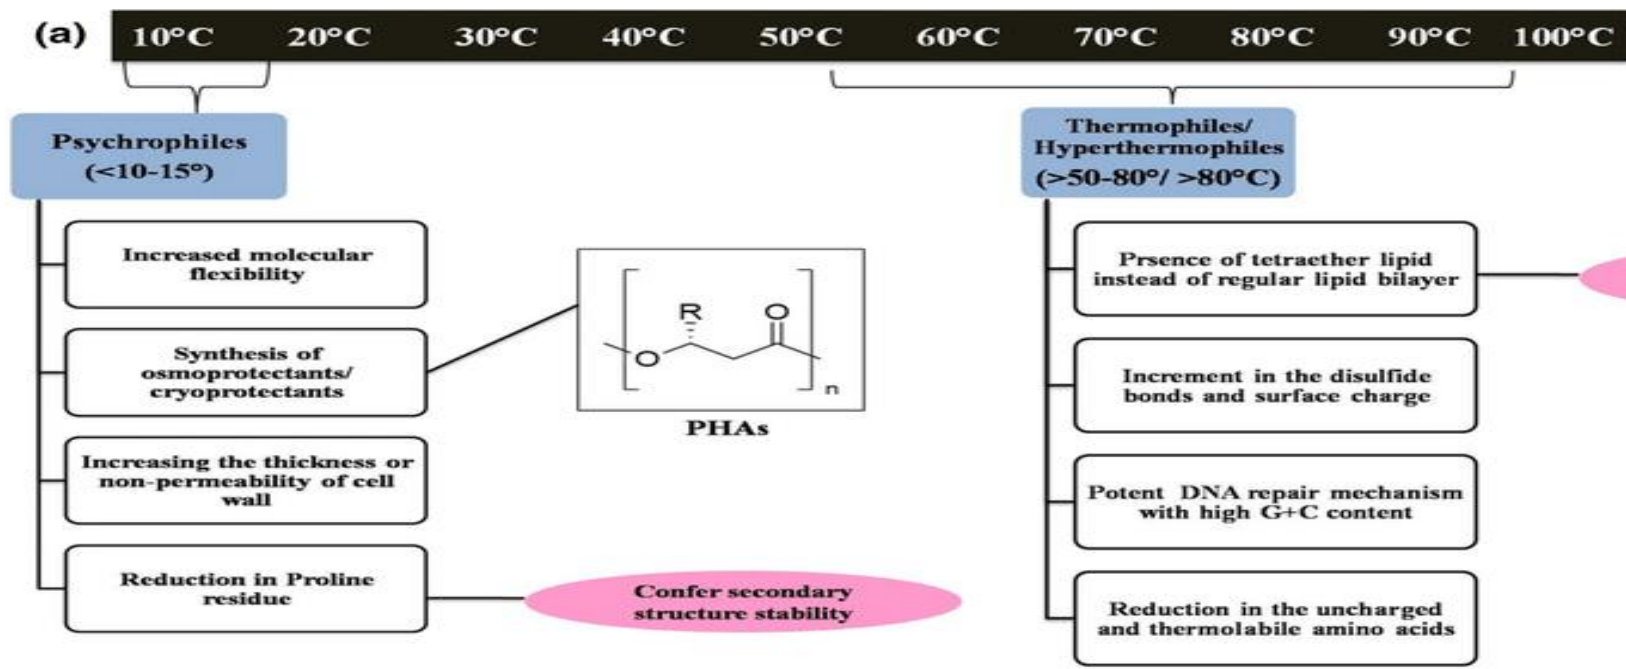 (a) 10°C 20°C 30°C 40°C 50°C 60°C 70°C 80°C 90°C 100°C
Psychrophiles
(<10-15°)
Increased molecular
flexibility
Synthesis of
osmoprotectants/
cryoprotectants
Increasing the thickness or
non-permeability of cell
wall
Reduction in Proline
residue
R
O
O
n
PHAs
Confer secondary
structure stability
Thermophiles/
Hyperthermophiles
(>50-80°/ >80°C)
Prsence of tetraether lipid
instead of regular lipid bilayer
Increment in the disulfide
bonds and surface charge
Potent DNA repair mechanism
with high G+C content
Reduction in the uncharged
and thermolabile amino acids